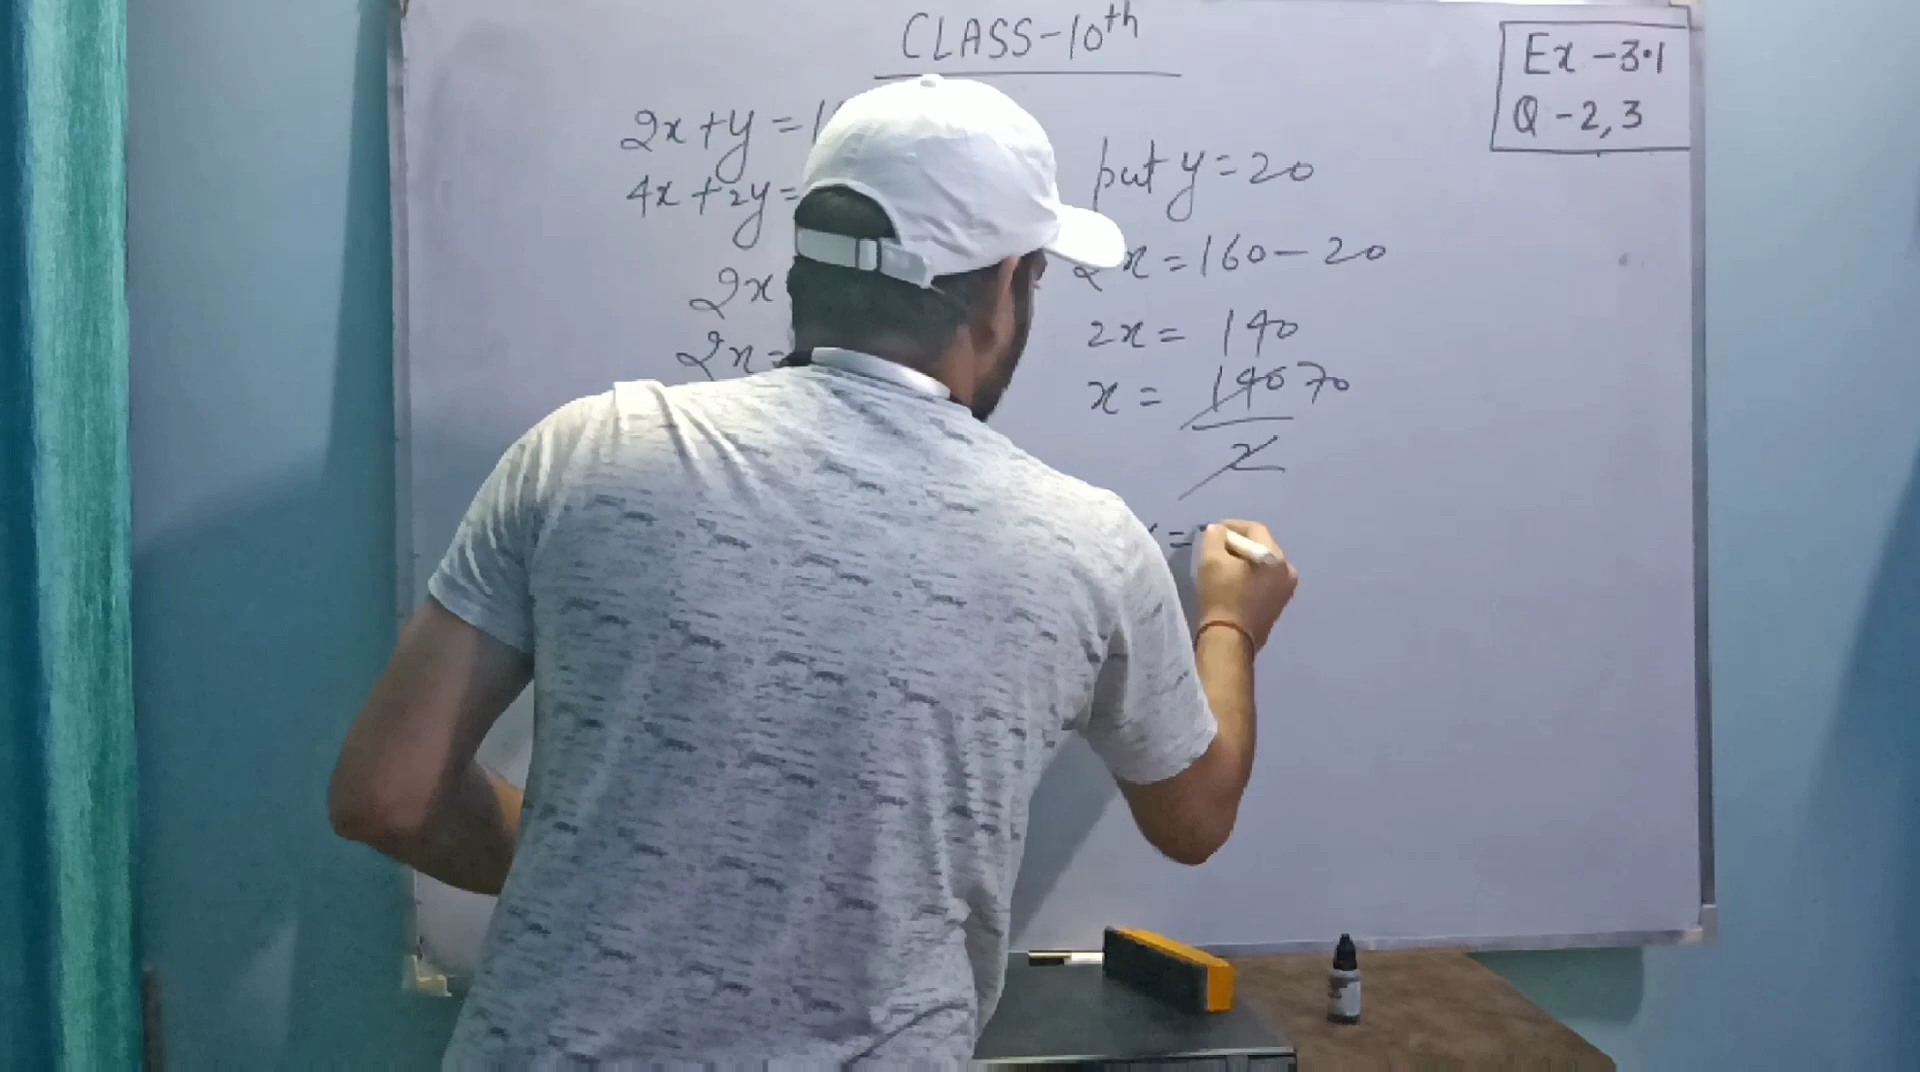 CLASS-10th
Ex - 3.1
Q - 2, 3
2x + y = 1
4x + 2y =
2x
2x =
put y = 20
2x = 160 - 20
2x = 140
x = 140 70
2
=